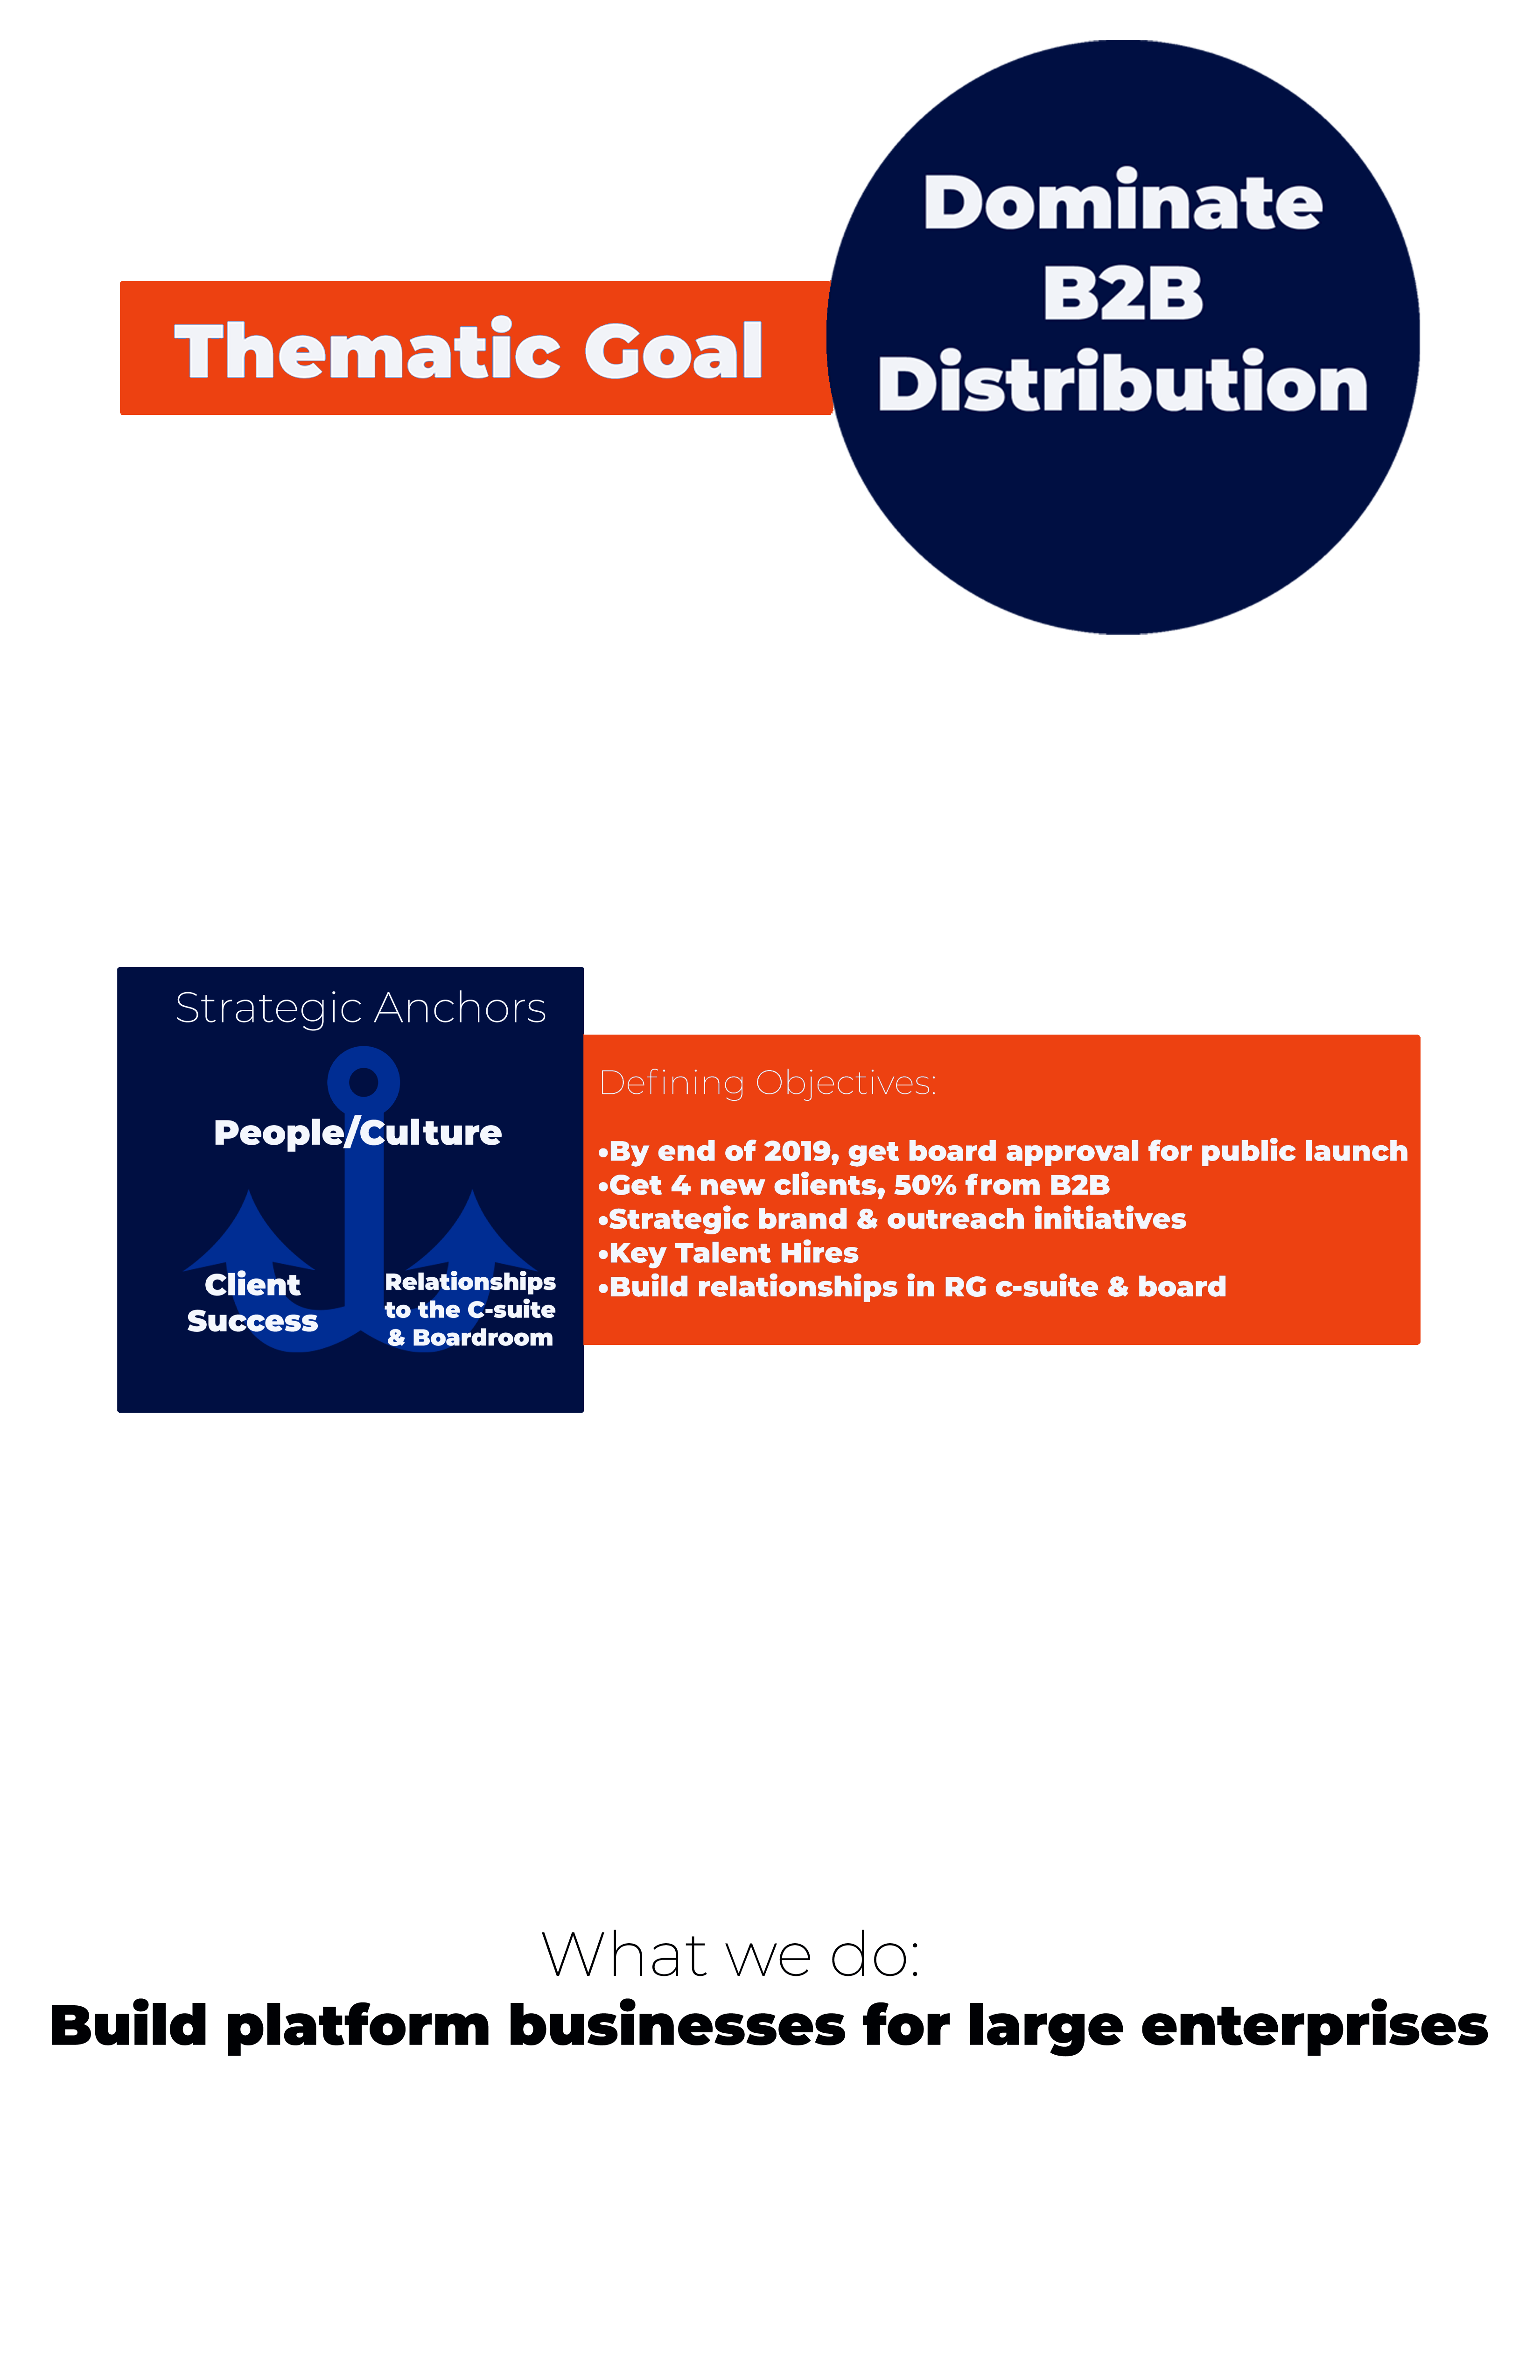 Thematic Goal
Dominate
B2B
Distribution
Strategic Anchors
People/Culture
Client
Success
Relationships
to the C-suite
& Boardroom
Defining Objectives:
•By end of 2019, get board approval for public launch
•Get 4 new clients, 50% from B2B
•Strategic brand & outreach initiatives
•Key Talent Hires
•Build relationships in RG c-suite & board
What we do:
Build platform businesses for large enterprises